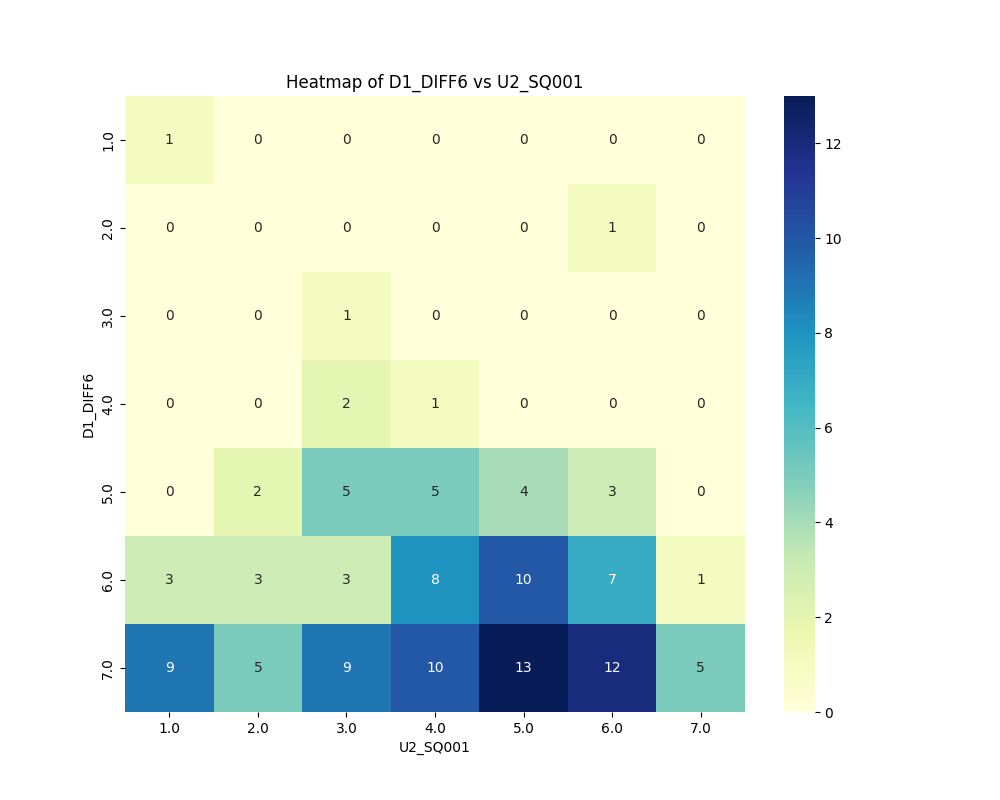 Heatmap of D1_DIFF6 vs U2_SQ001
1.0 1 0 0 0 0 0 0
2.0 0 0 0 0 0 1 0
3.0 0 0 1 0 0 0 0
4.0 0 0 2 1 0 0 0
5.0 0 2 5 5 4 3 0
6.0 3 3 3 8 10 7 1
7.0 9 5 9 10 13 12 5
1.0 2.0 3.0 4.0 5.0 6.0 7.0
U2_SQ001
D1_DIFF6
12
10
8
6
4
2
0